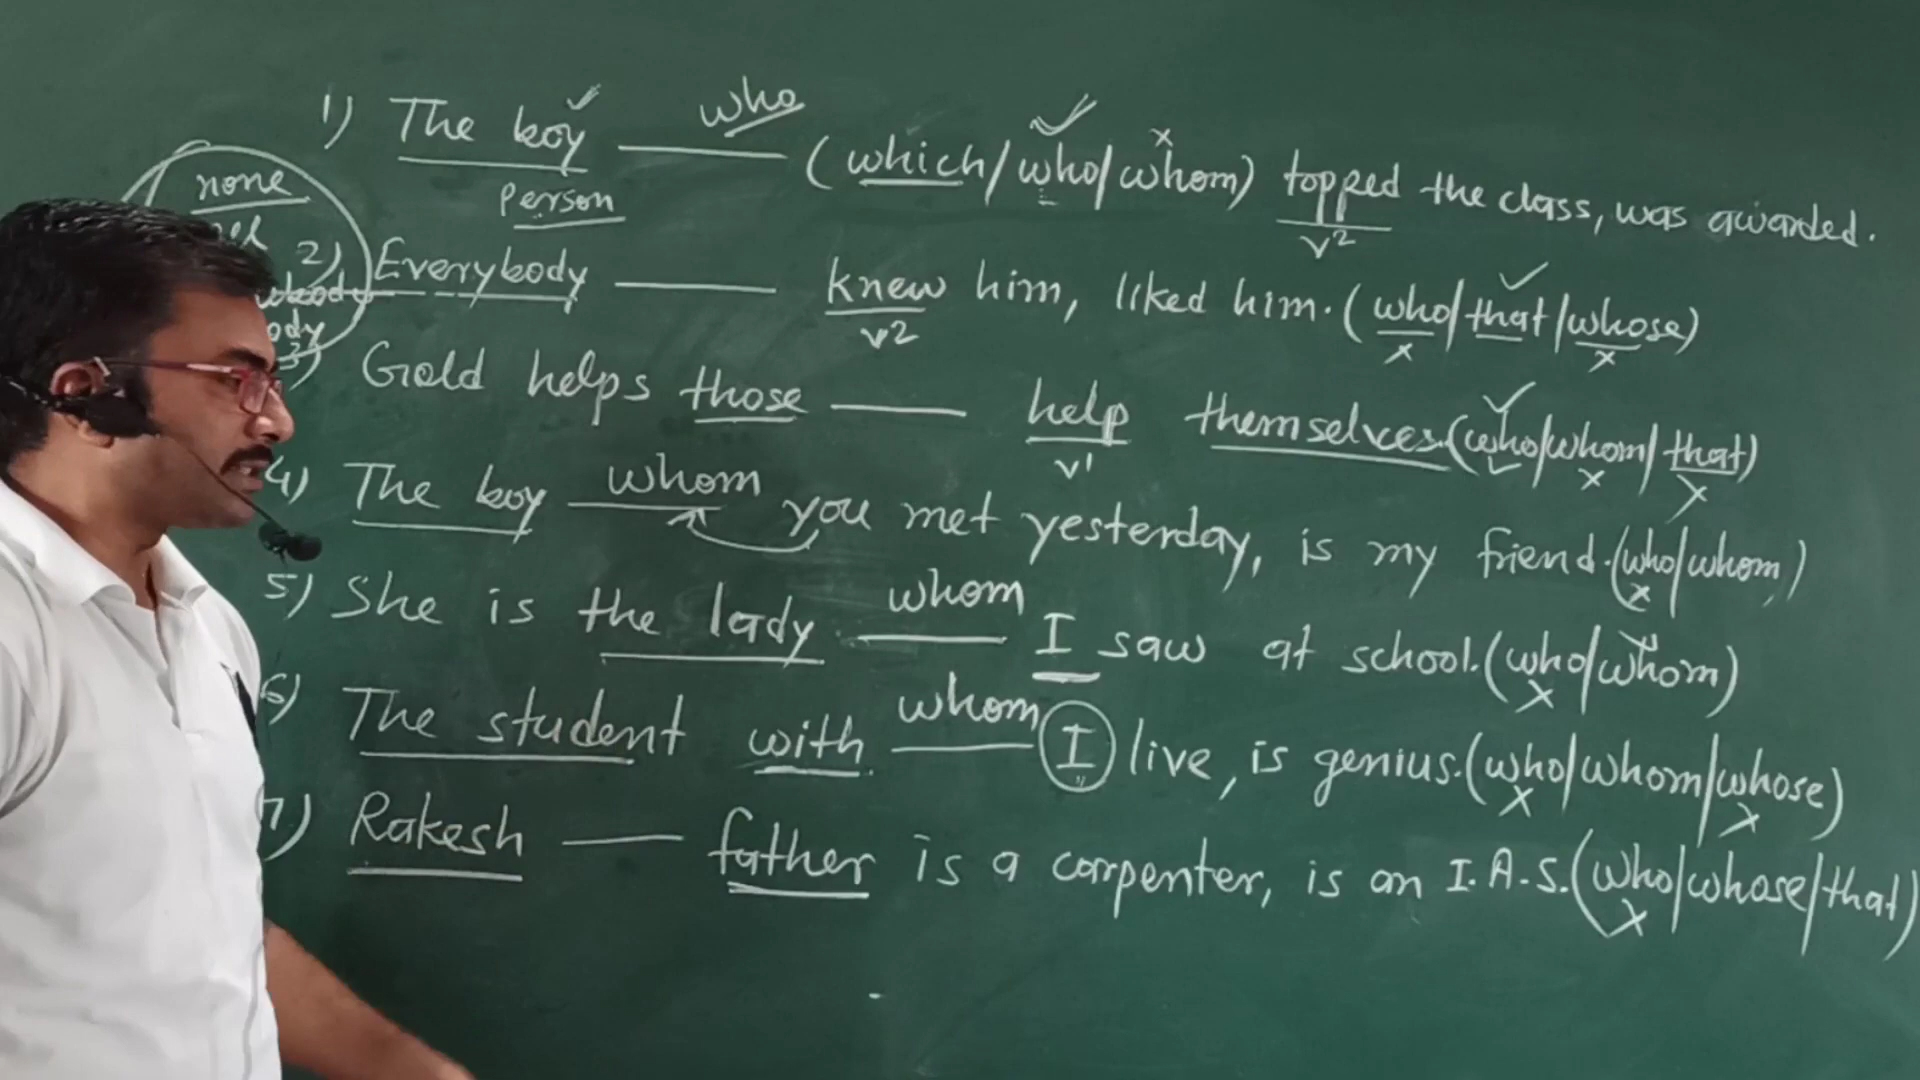 1) The boy ——— who (which/who/whom) topped the class, was awarded.
Person
v²
none
2) Everybody ——— knew him, liked him. (who/that/whose)
v2
x x
ody
3) Gold helps those ——— help themselves. (who/whom/that)
v¹
x x
4) The boy whom you met yesterday, is my friend. (who/whom)
x
5) She is the lady whom I saw at school. (who/whom)
x
6) The student with whom I live, is genius. (who/whom/whose)
x x
7) Rakesh ——— father is a carpenter, is an I.A.S. (who/whose/that)
x